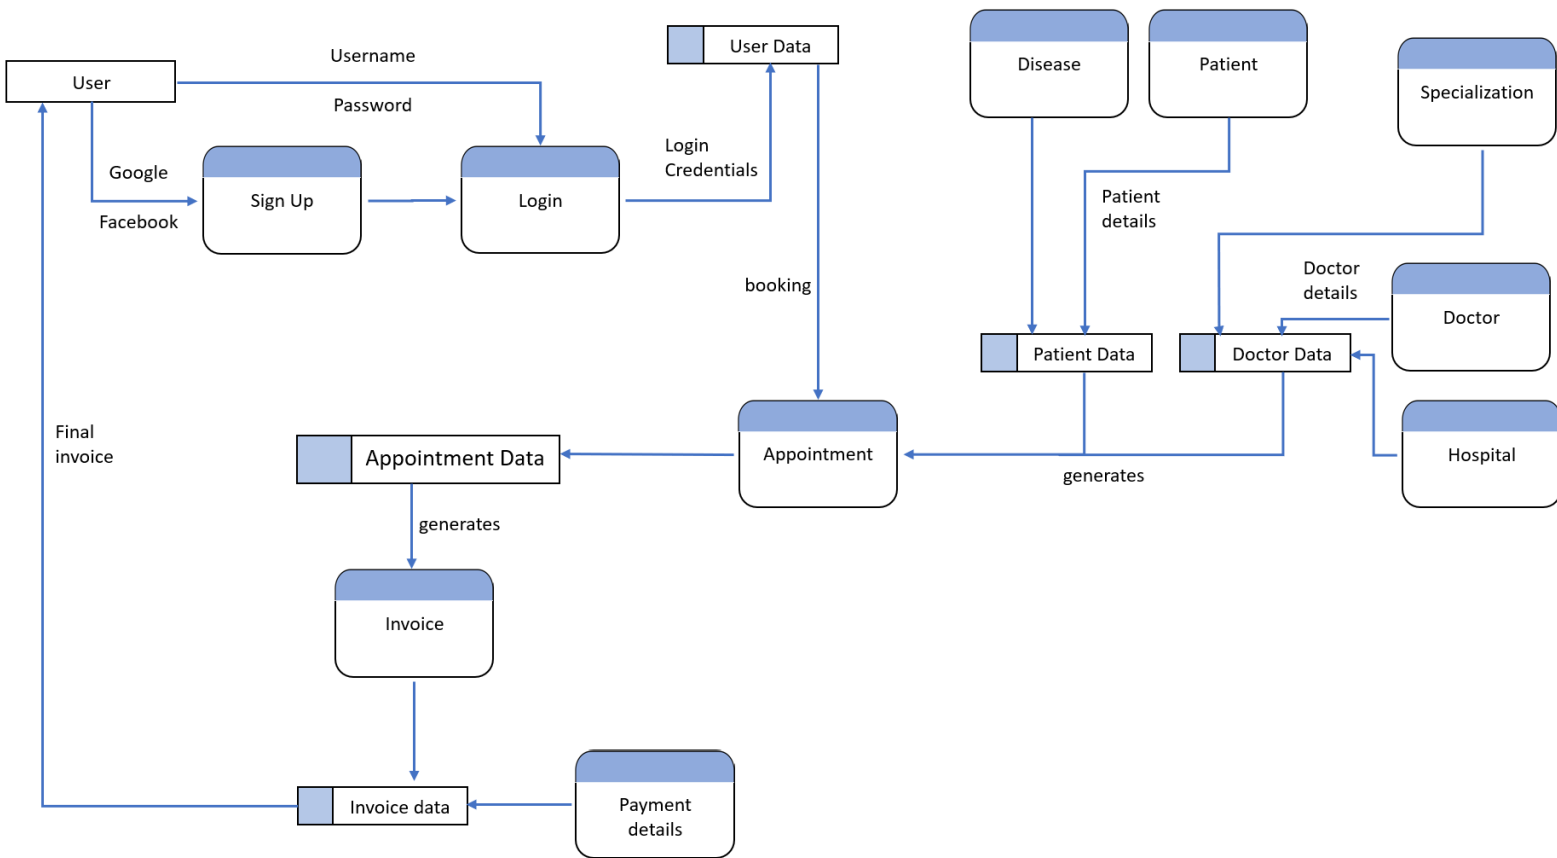 User
Username
Password
User Data
Disease
Patient
Specialization
Google
Facebook
Sign Up
Login
Login
Credentials
Patient
details
booking
Doctor
details
Doctor
Patient Data
Doctor Data
Final
invoice
Appointment Data
Appointment
generates
Hospital
generates
Invoice
Invoice data
Payment
details